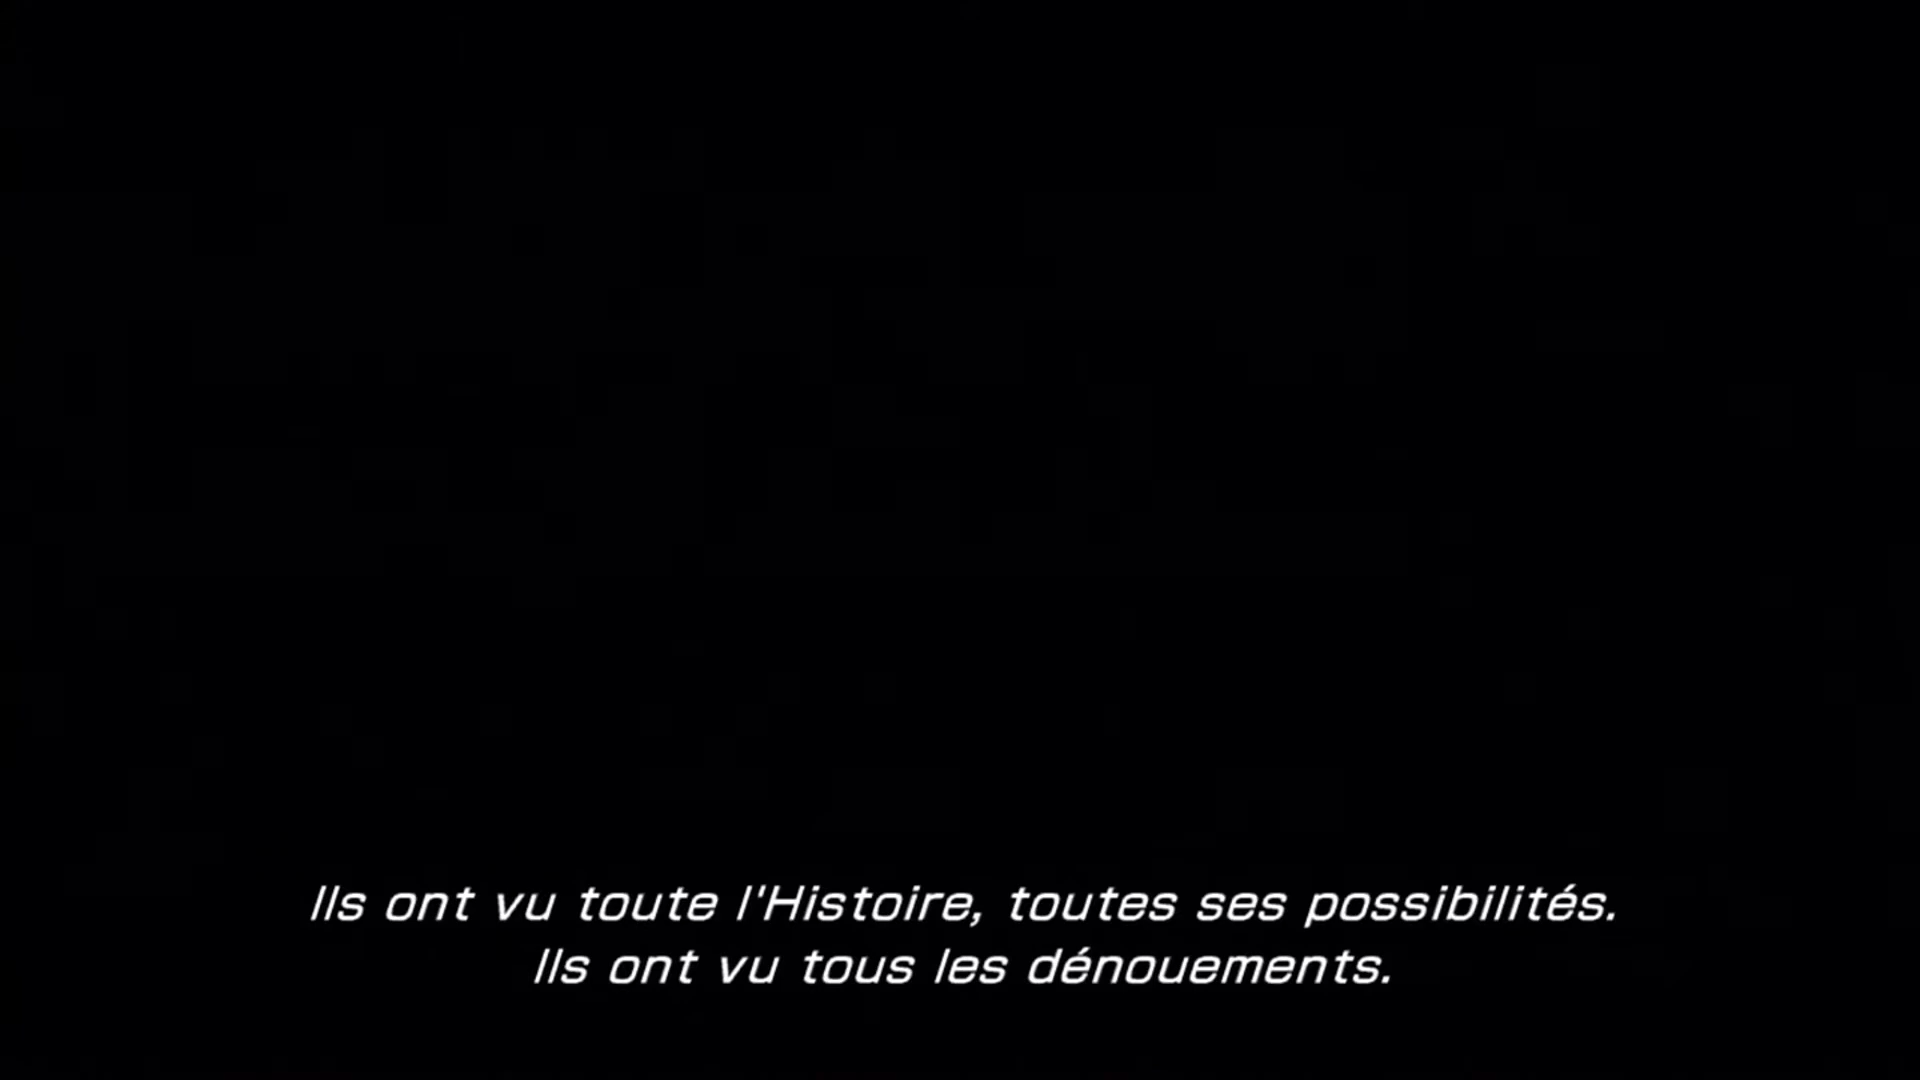 Ils ont vu toute l'Histoire, toutes ses possibilités.
Ils ont vu tous les dénouements.